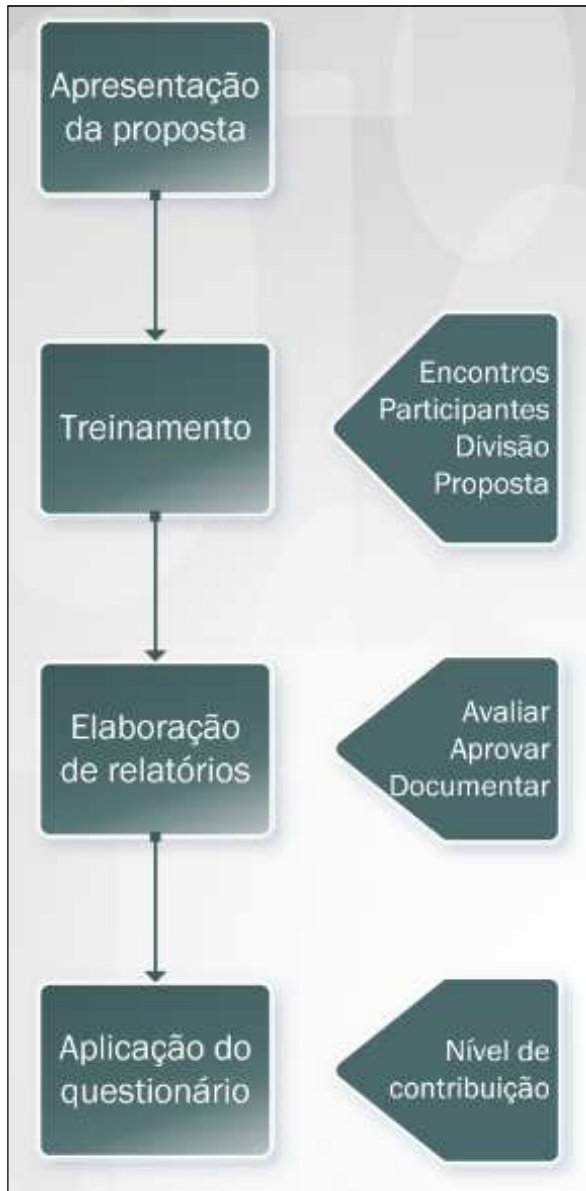 Apresentação
da proposta
Treinamento
Encontros
Participantes
Divisão
Proposta
Elaboração
de relatórios
Avaliar
Aprovar
Documentar
Aplicação do
questionário
Nível de
contribuição